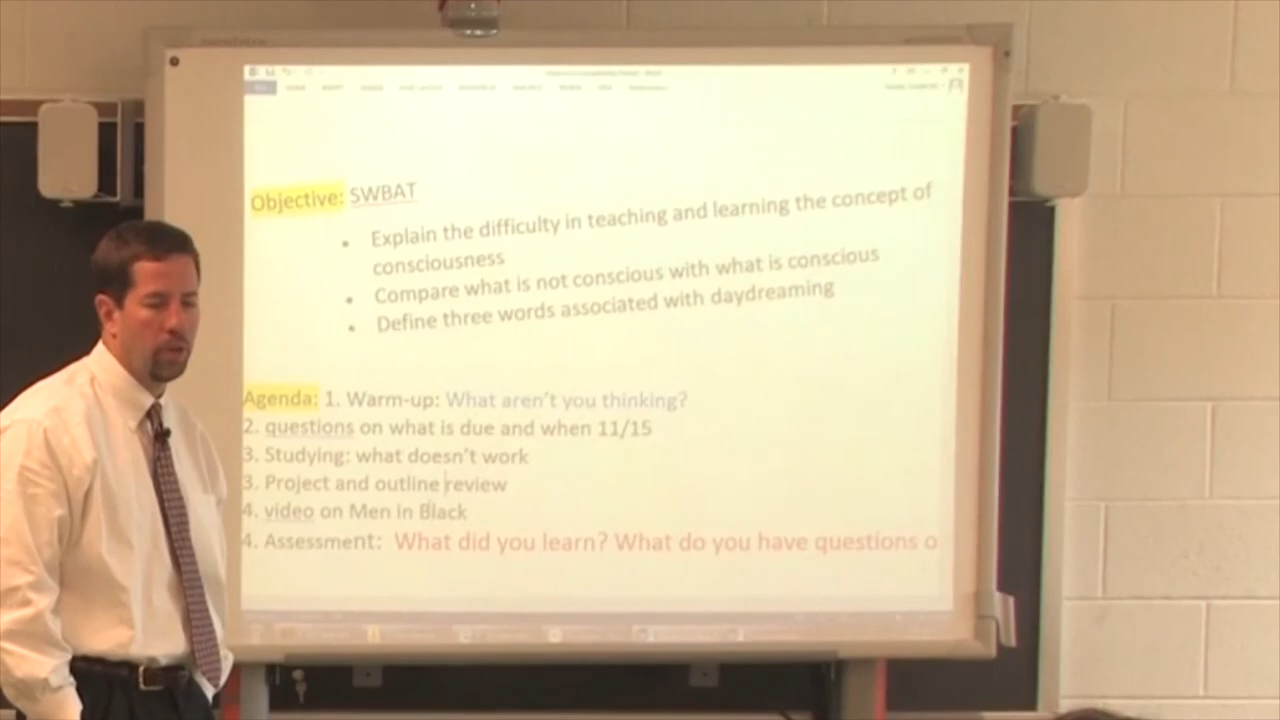 Objective: SWBAT
• Explain the difficulty in teaching and learning the concept of
consciousness
• Compare what is not conscious with what is conscious
• Define three words associated with daydreaming
Agenda: 1. Warm-up: What aren't you thinking?
2. questions on what is due and when 11/15
3. Studying: what doesn't work
3. Project and outline review
4. video on Men in Black
4. Assessment: What did you learn? What do you have questions o